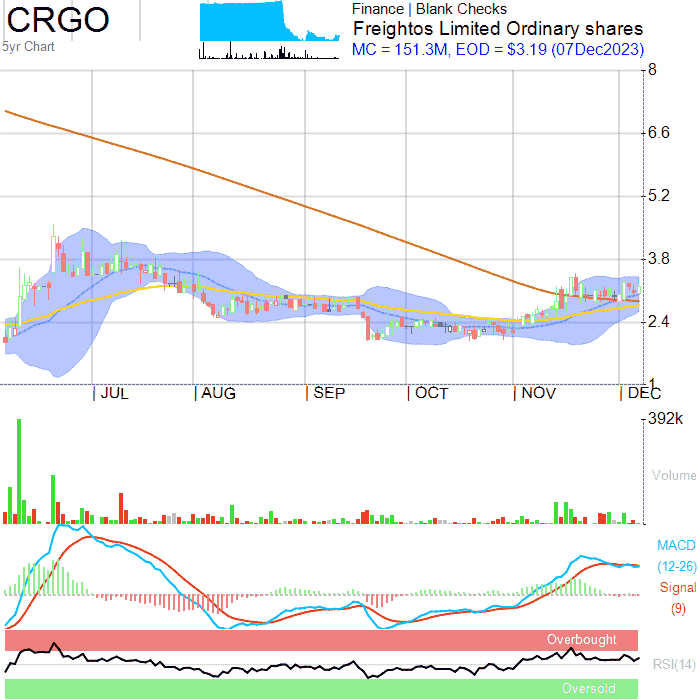 CRGO
5yr Chart
Finance | Blank Checks
Freightos Limited Ordinary shares
MC = 151.3M, EOD = $3.19 (07Dec2023)
8
6.6
5.2
3.8
2.4
1
JUL
AUG
SEP
OCT
NOV
DEC
392k
Volume
MACD
(12-26)
Signal
(9)
Overbought
RSI(14)
Oversold